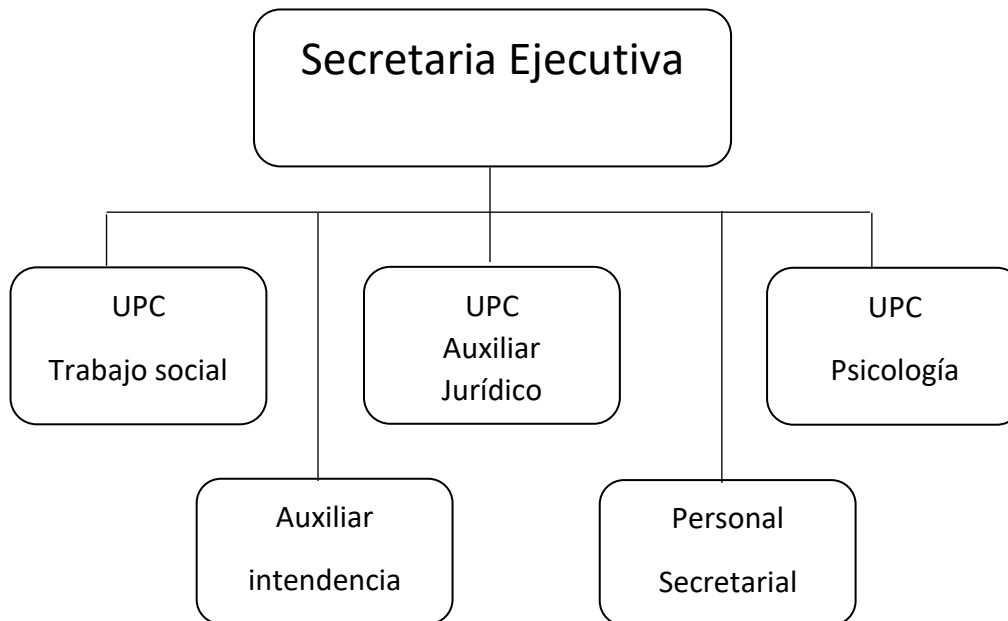 Secretaria Ejecutiva
UPC
Trabajo social
UPC
Auxiliar
Jurídico
UPC
Psicología
Auxiliar
intendencia
Personal
Secretarial